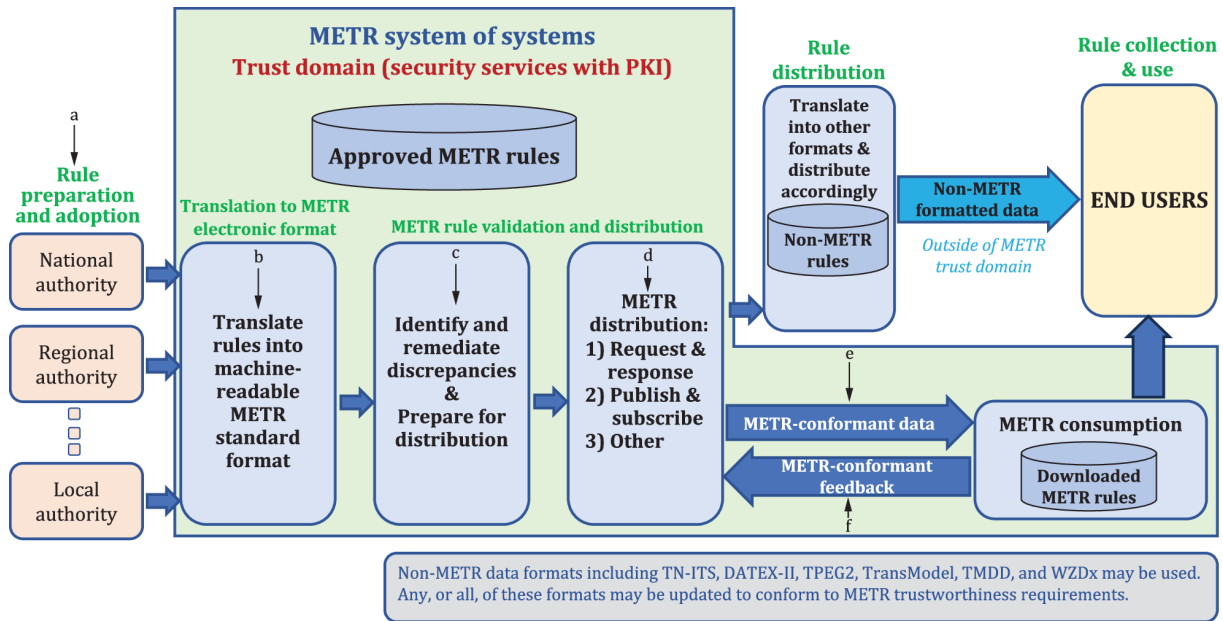 METR system of systems
Trust domain (security services with PKI)
Approved METR rules
a
Rule
preparation
and adoption
National
authority
Regional
authority
Local
authority
Translation to METR
electronic format
b
Translate
rules into
machine-
readable
METR
standard
format
METR rule validation and distribution
c
Identify and
remediate
discrepancies
&
Prepare for
distribution
d
METR
distribution:
1) Request &
response
2) Publish &
subscribe
3) Other
Rule
distribution
Translate
into other
formats &
distribute
accordingly
Non-METR
rules
Non-METR
formatted data
Outside of METR
trust domain
Rule collection
& use
END USERS
e
METR-conformant data
METR-conformant
feedback
f
METR consumption
Downloaded
METR rules
Non-METR data formats including TN-ITS, DATEX-II, TPEG2, TransModel, TMDD, and WZDx may be used.
Any, or all, of these formats may be updated to conform to METR trustworthiness requirements.